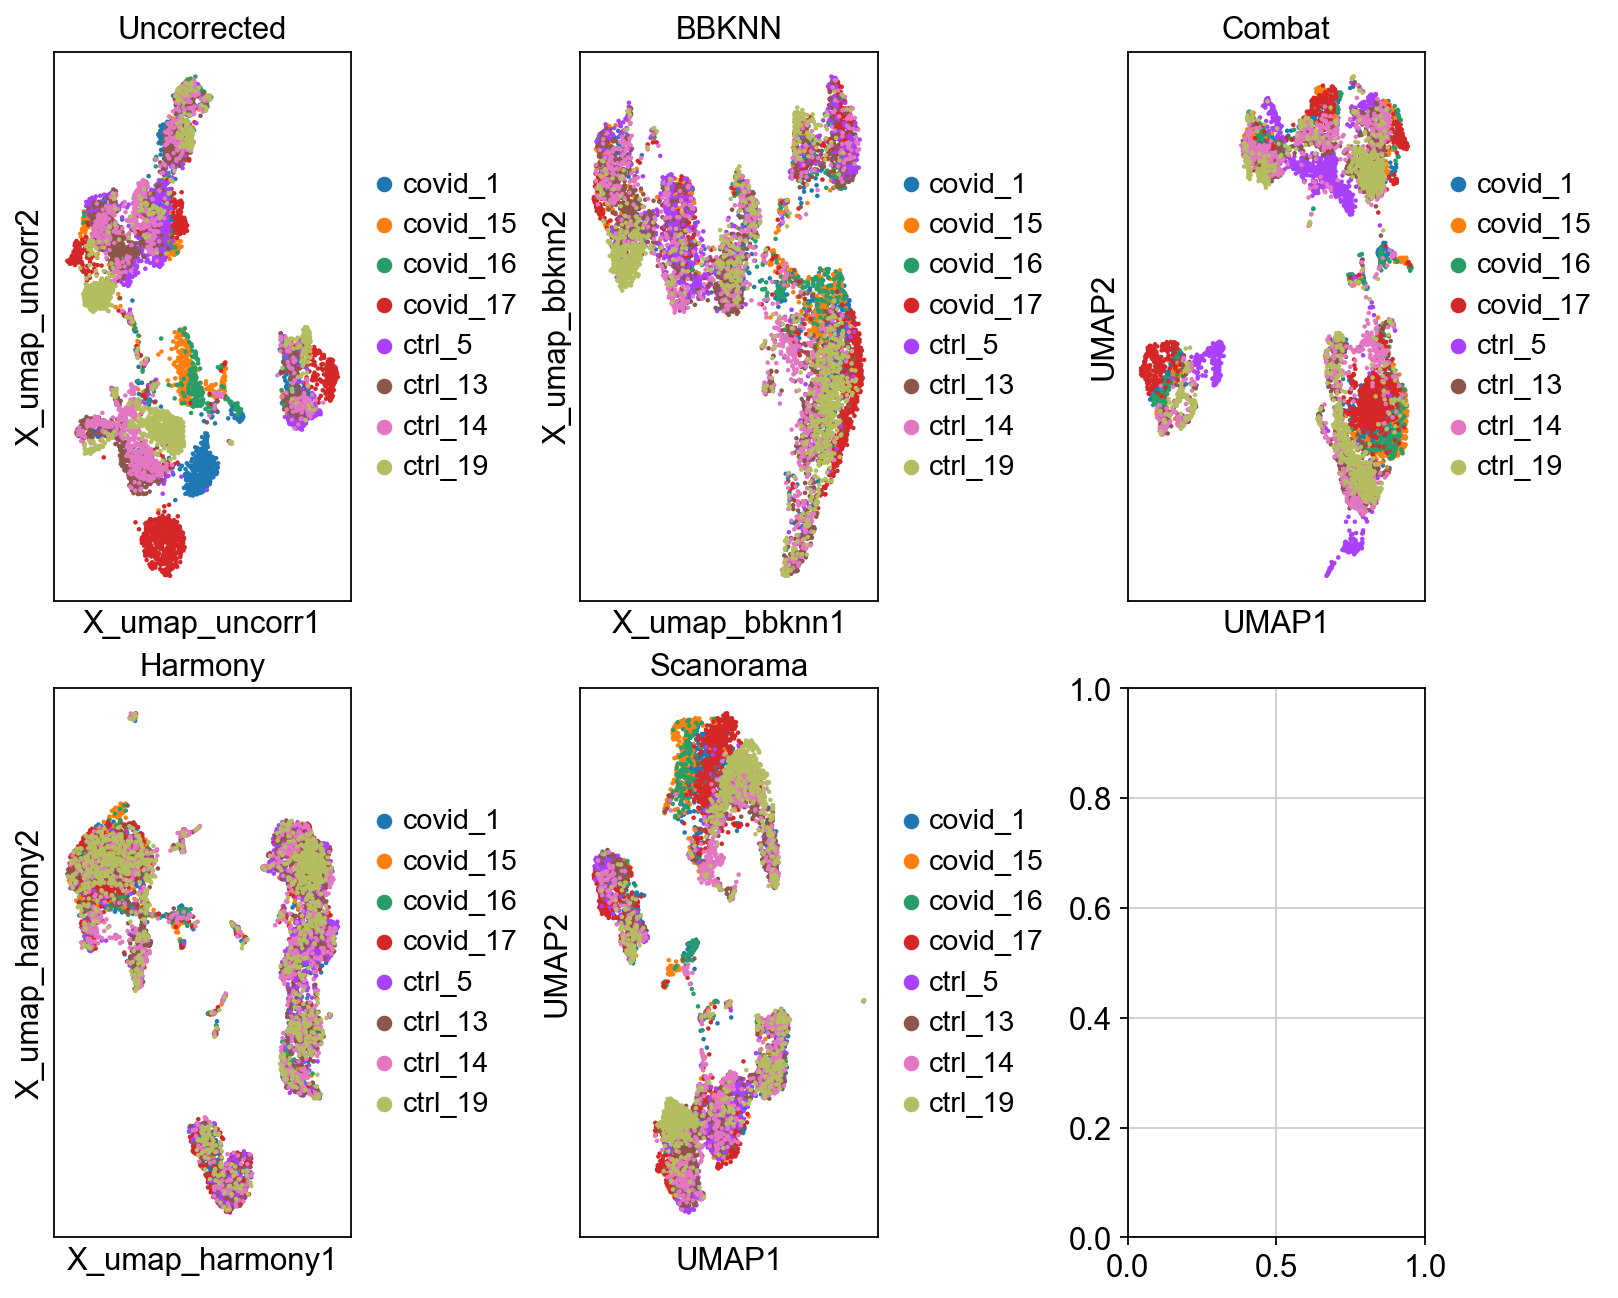 Uncorrected
X_umap_uncorr2
X_umap_uncorr1
covid_1
covid_15
covid_16
covid_17
ctrl_5
ctrl_13
ctrl_14
ctrl_19
BBKNN
X_umap_bbknn2
X_umap_bbknn1
covid_1
covid_15
covid_16
covid_17
ctrl_5
ctrl_13
ctrl_14
ctrl_19
Combat
UMAP2
UMAP1
covid_1
covid_15
covid_16
covid_17
ctrl_5
ctrl_13
ctrl_14
ctrl_19
Harmony
X_umap_harmony2
X_umap_harmony1
covid_1
covid_15
covid_16
covid_17
ctrl_5
ctrl_13
ctrl_14
ctrl_19
Scanorama
UMAP2
UMAP1
covid_1
covid_15
covid_16
covid_17
ctrl_5
ctrl_13
ctrl_14
ctrl_19
1.0
0.8
0.6
0.4
0.2
0.0
0.0 0.5 1.0